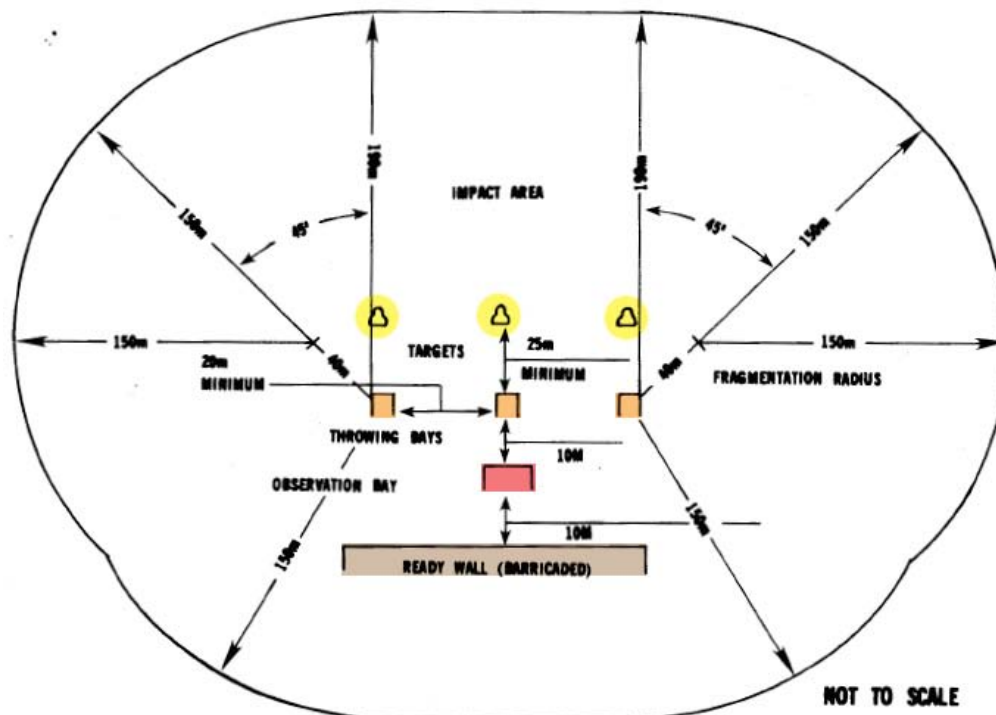 190m
190m
IMPACT AREA
150m
45'
45'
150m
150m
20m
MINIMUM
TARGETS
25m
MINIMUM
150m
FRAGMENTATION RADIUS
40m
40m
THROWING BAYS
10M
OBSERVATION BAY
150m
10M
150m
READY WALL (BARRICADED)
NOT TO SCALE